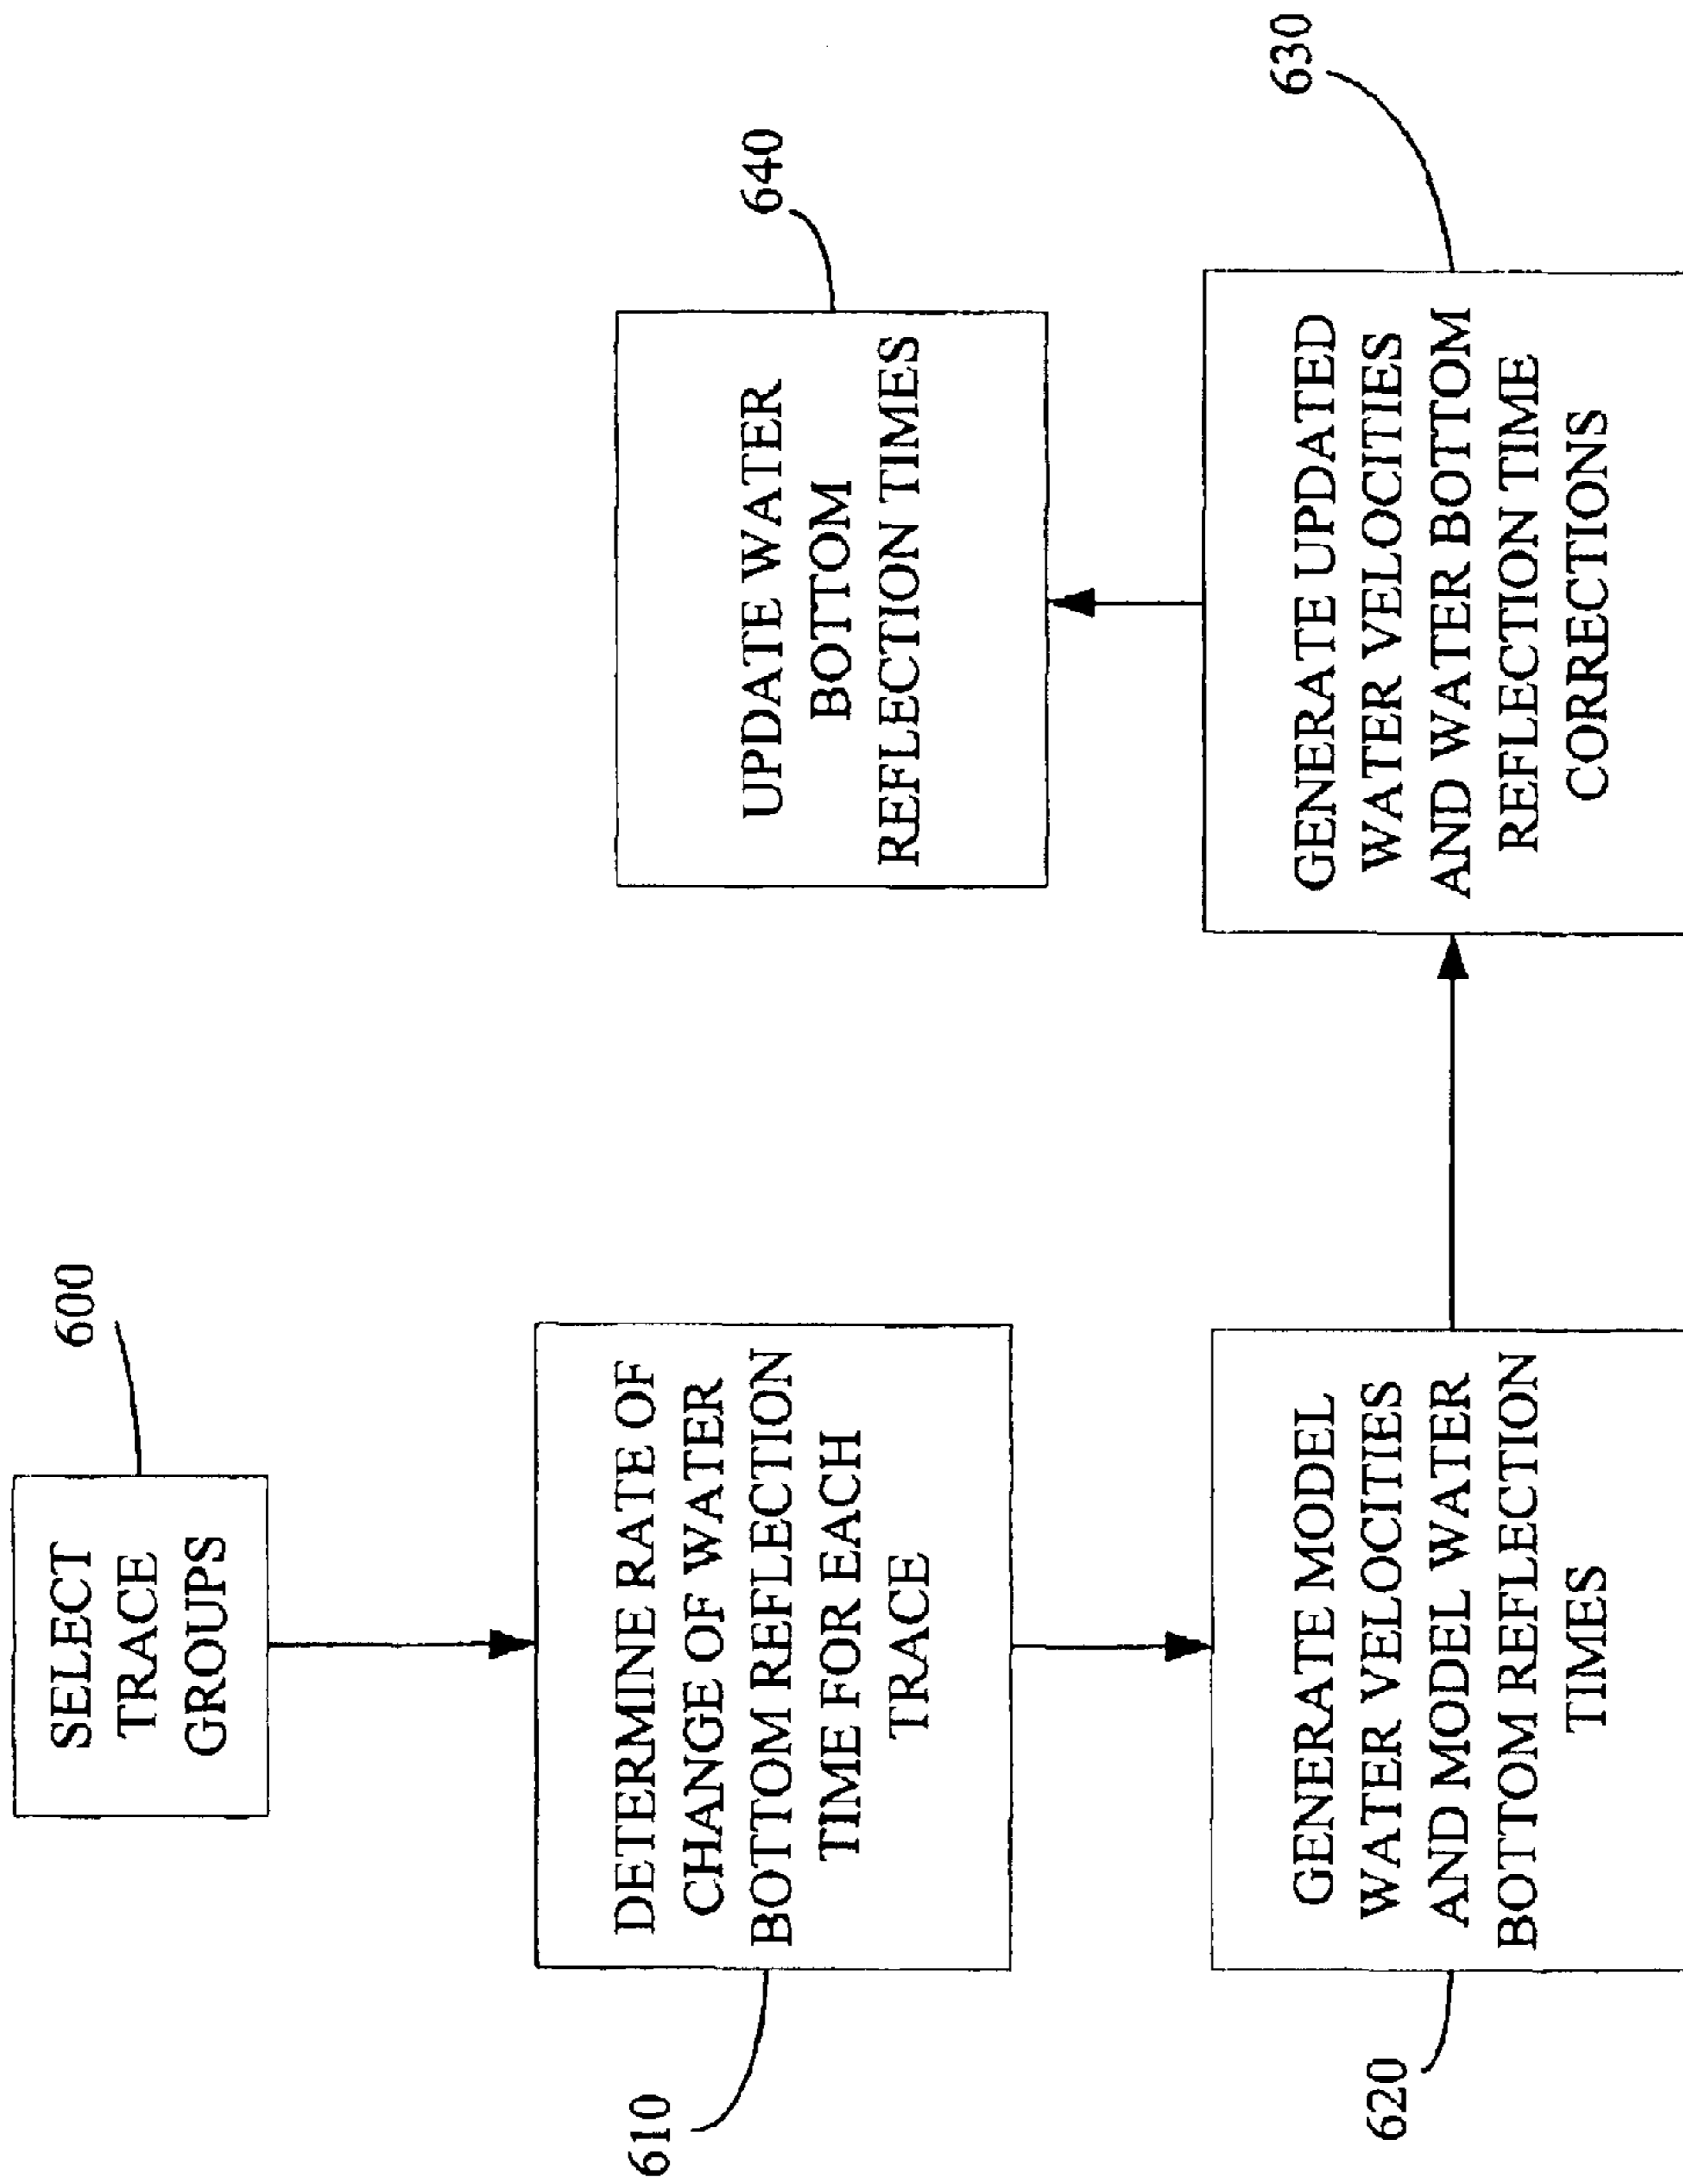 600
SELECT
TRACE
GROUPS
610
DETERMINE RATE OF
CHANGE OF WATER
BOTTOM REFLECTION
TIME FOR EACH
TRACE
620
GENERATE MODEL
WATER VELOCITIES
AND MODEL WATER
BOTTOM REFLECTION
TIMES
630
GENERATE UPDATED
WATER VELOCITIES
AND WATER BOTTOM
REFLECTION TIME
CORRECTIONS
640
UPDATE WATER
BOTTOM
REFLECTION TIMES